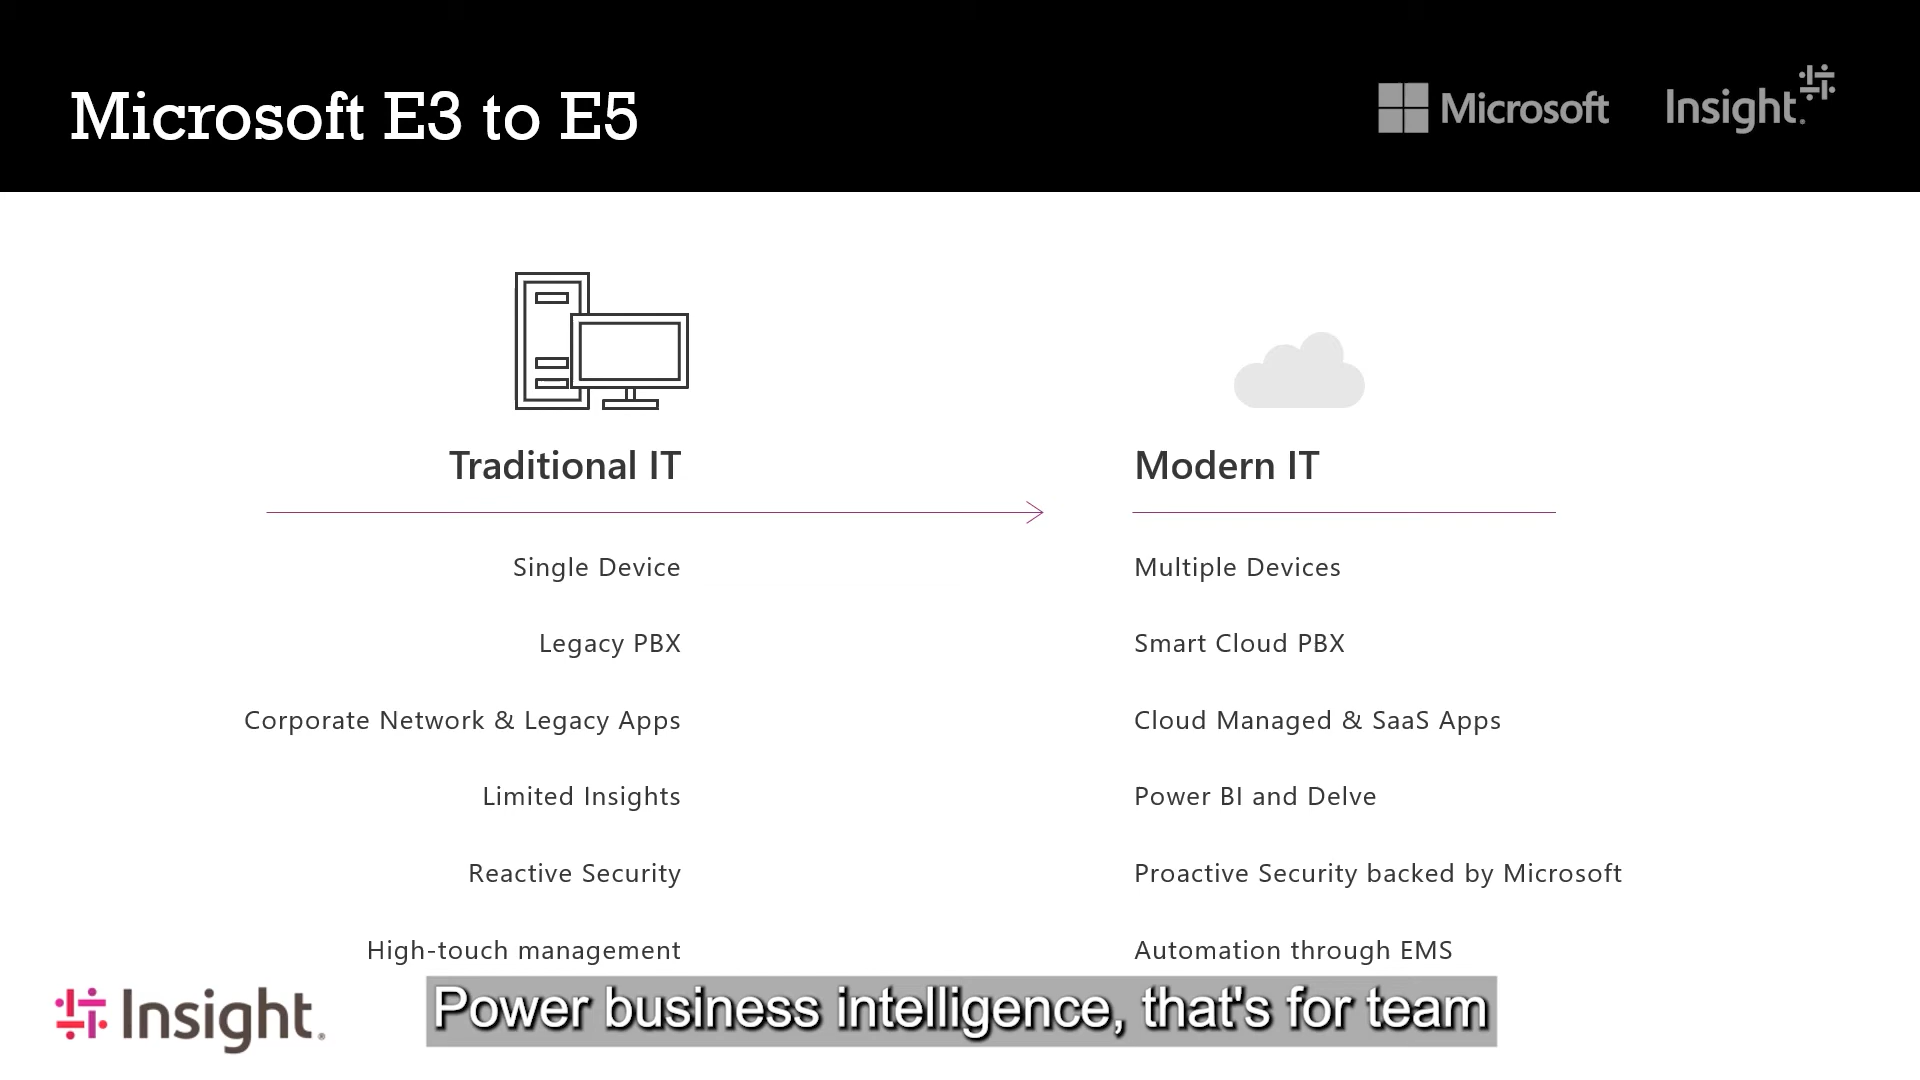 Microsoft E3 to E5
Microsoft
Insight.
Traditional IT
Modern IT
Single Device
Multiple Devices
Legacy PBX
Smart Cloud PBX
Corporate Network & Legacy Apps
Cloud Managed & SaaS Apps
Limited Insights
Power BI and Delve
Reactive Security
Proactive Security backed by Microsoft
High-touch management
Automation through EMS
Insight.
Power business intelligence, that's for team